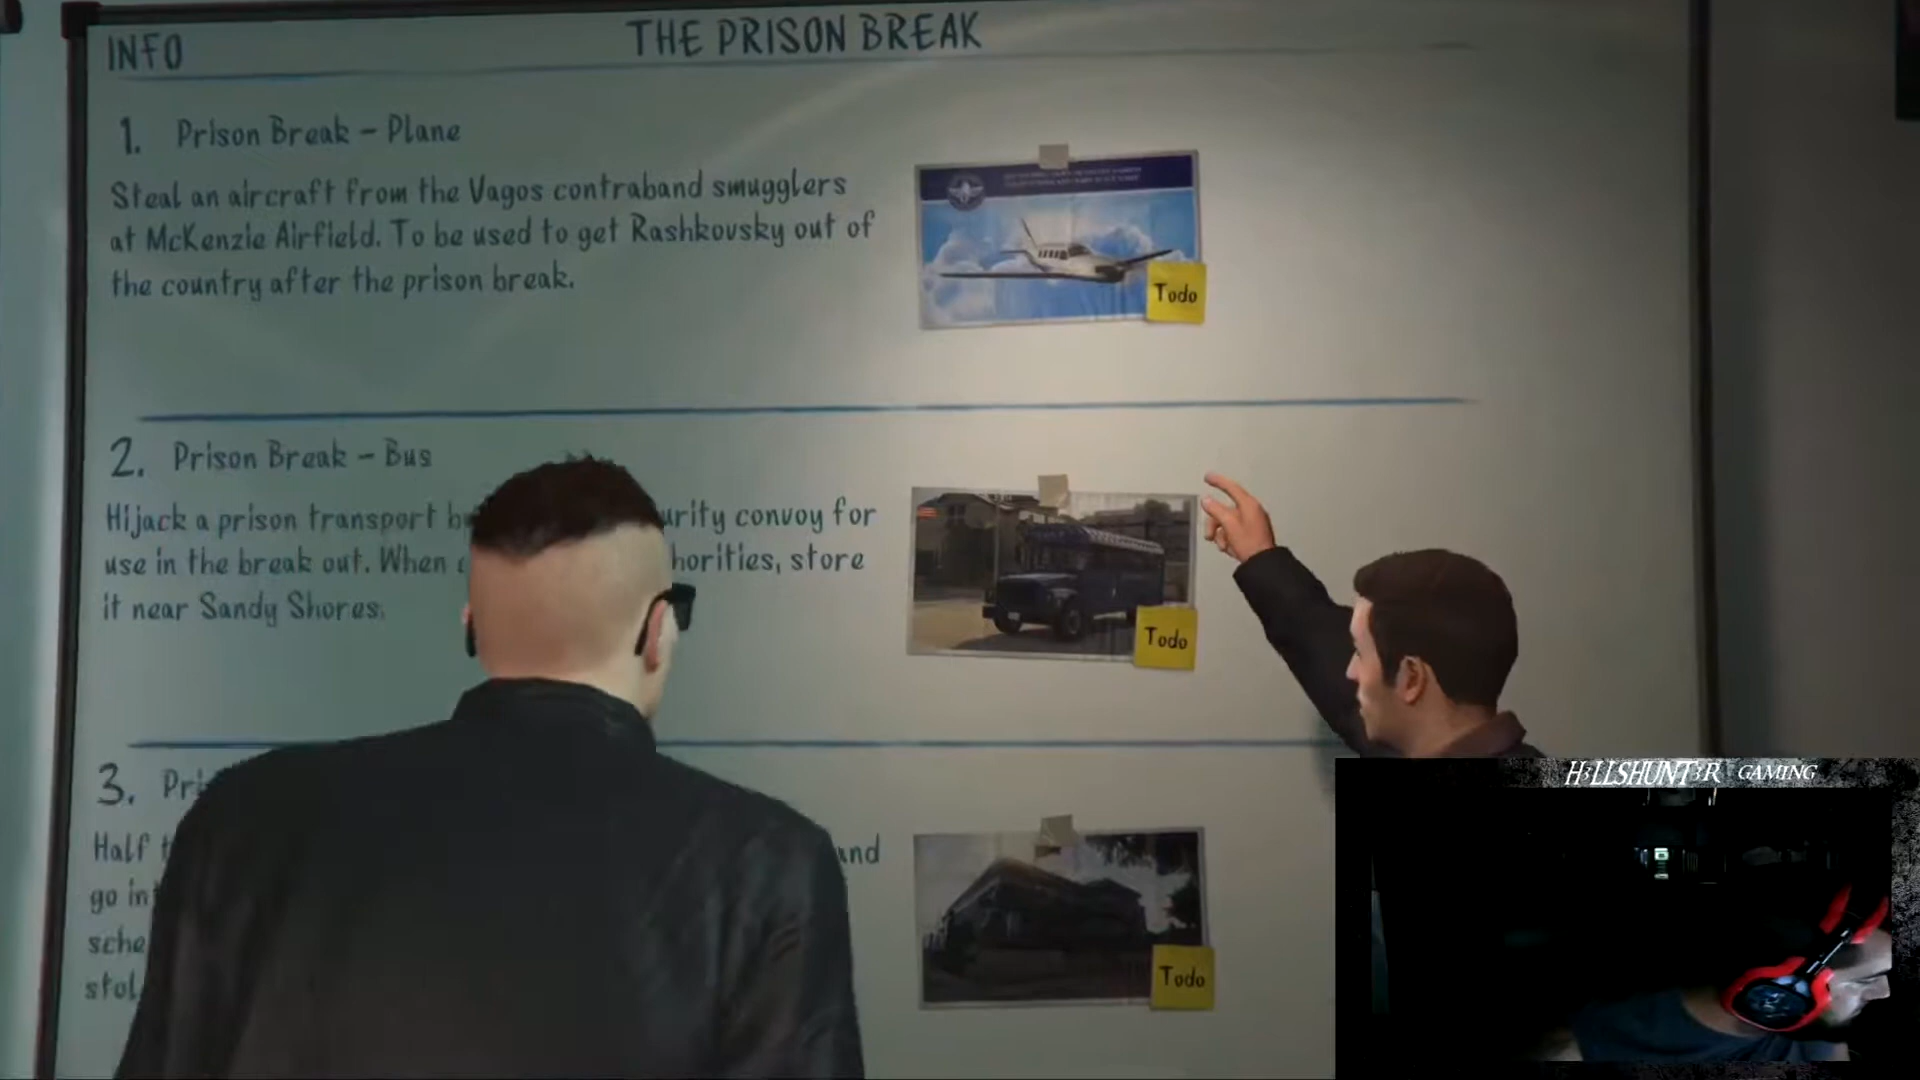 INFO
THE PRISON BREAK
1. Prison Break - Plane
Steal an aircraft from the Vagos contraband smugglers
at McKenzie Airfield. To be used to get Rashkovsky out of
the country after the prison break.
Todo
2. Prison Break - Bus
Hijack a prison transport b urity convoy for
use in the break out. When horities, store
it near Sandy Shores.
Todo
3. Pri
Half and
go int
sche
stol
Todo
H3LLSHUNT3R GAMING